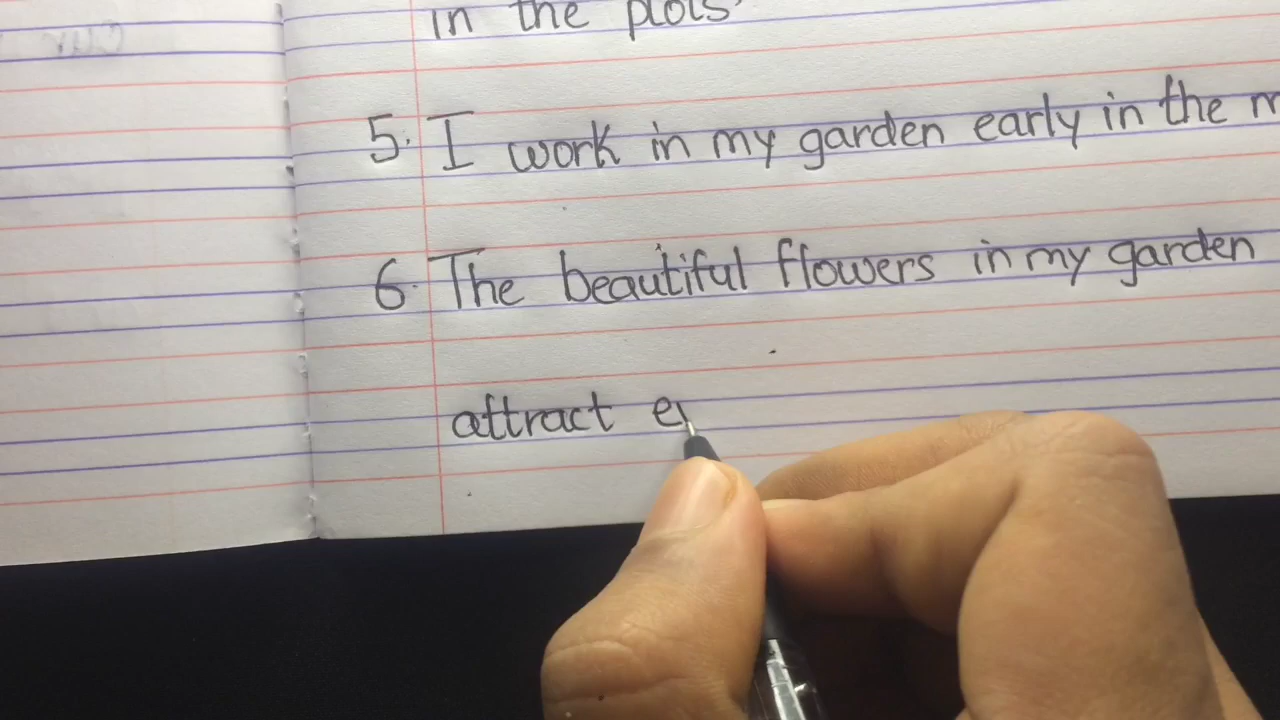 in the plots.
5. I work in my garden early in the
6. The beautiful flowers in my garden
attract